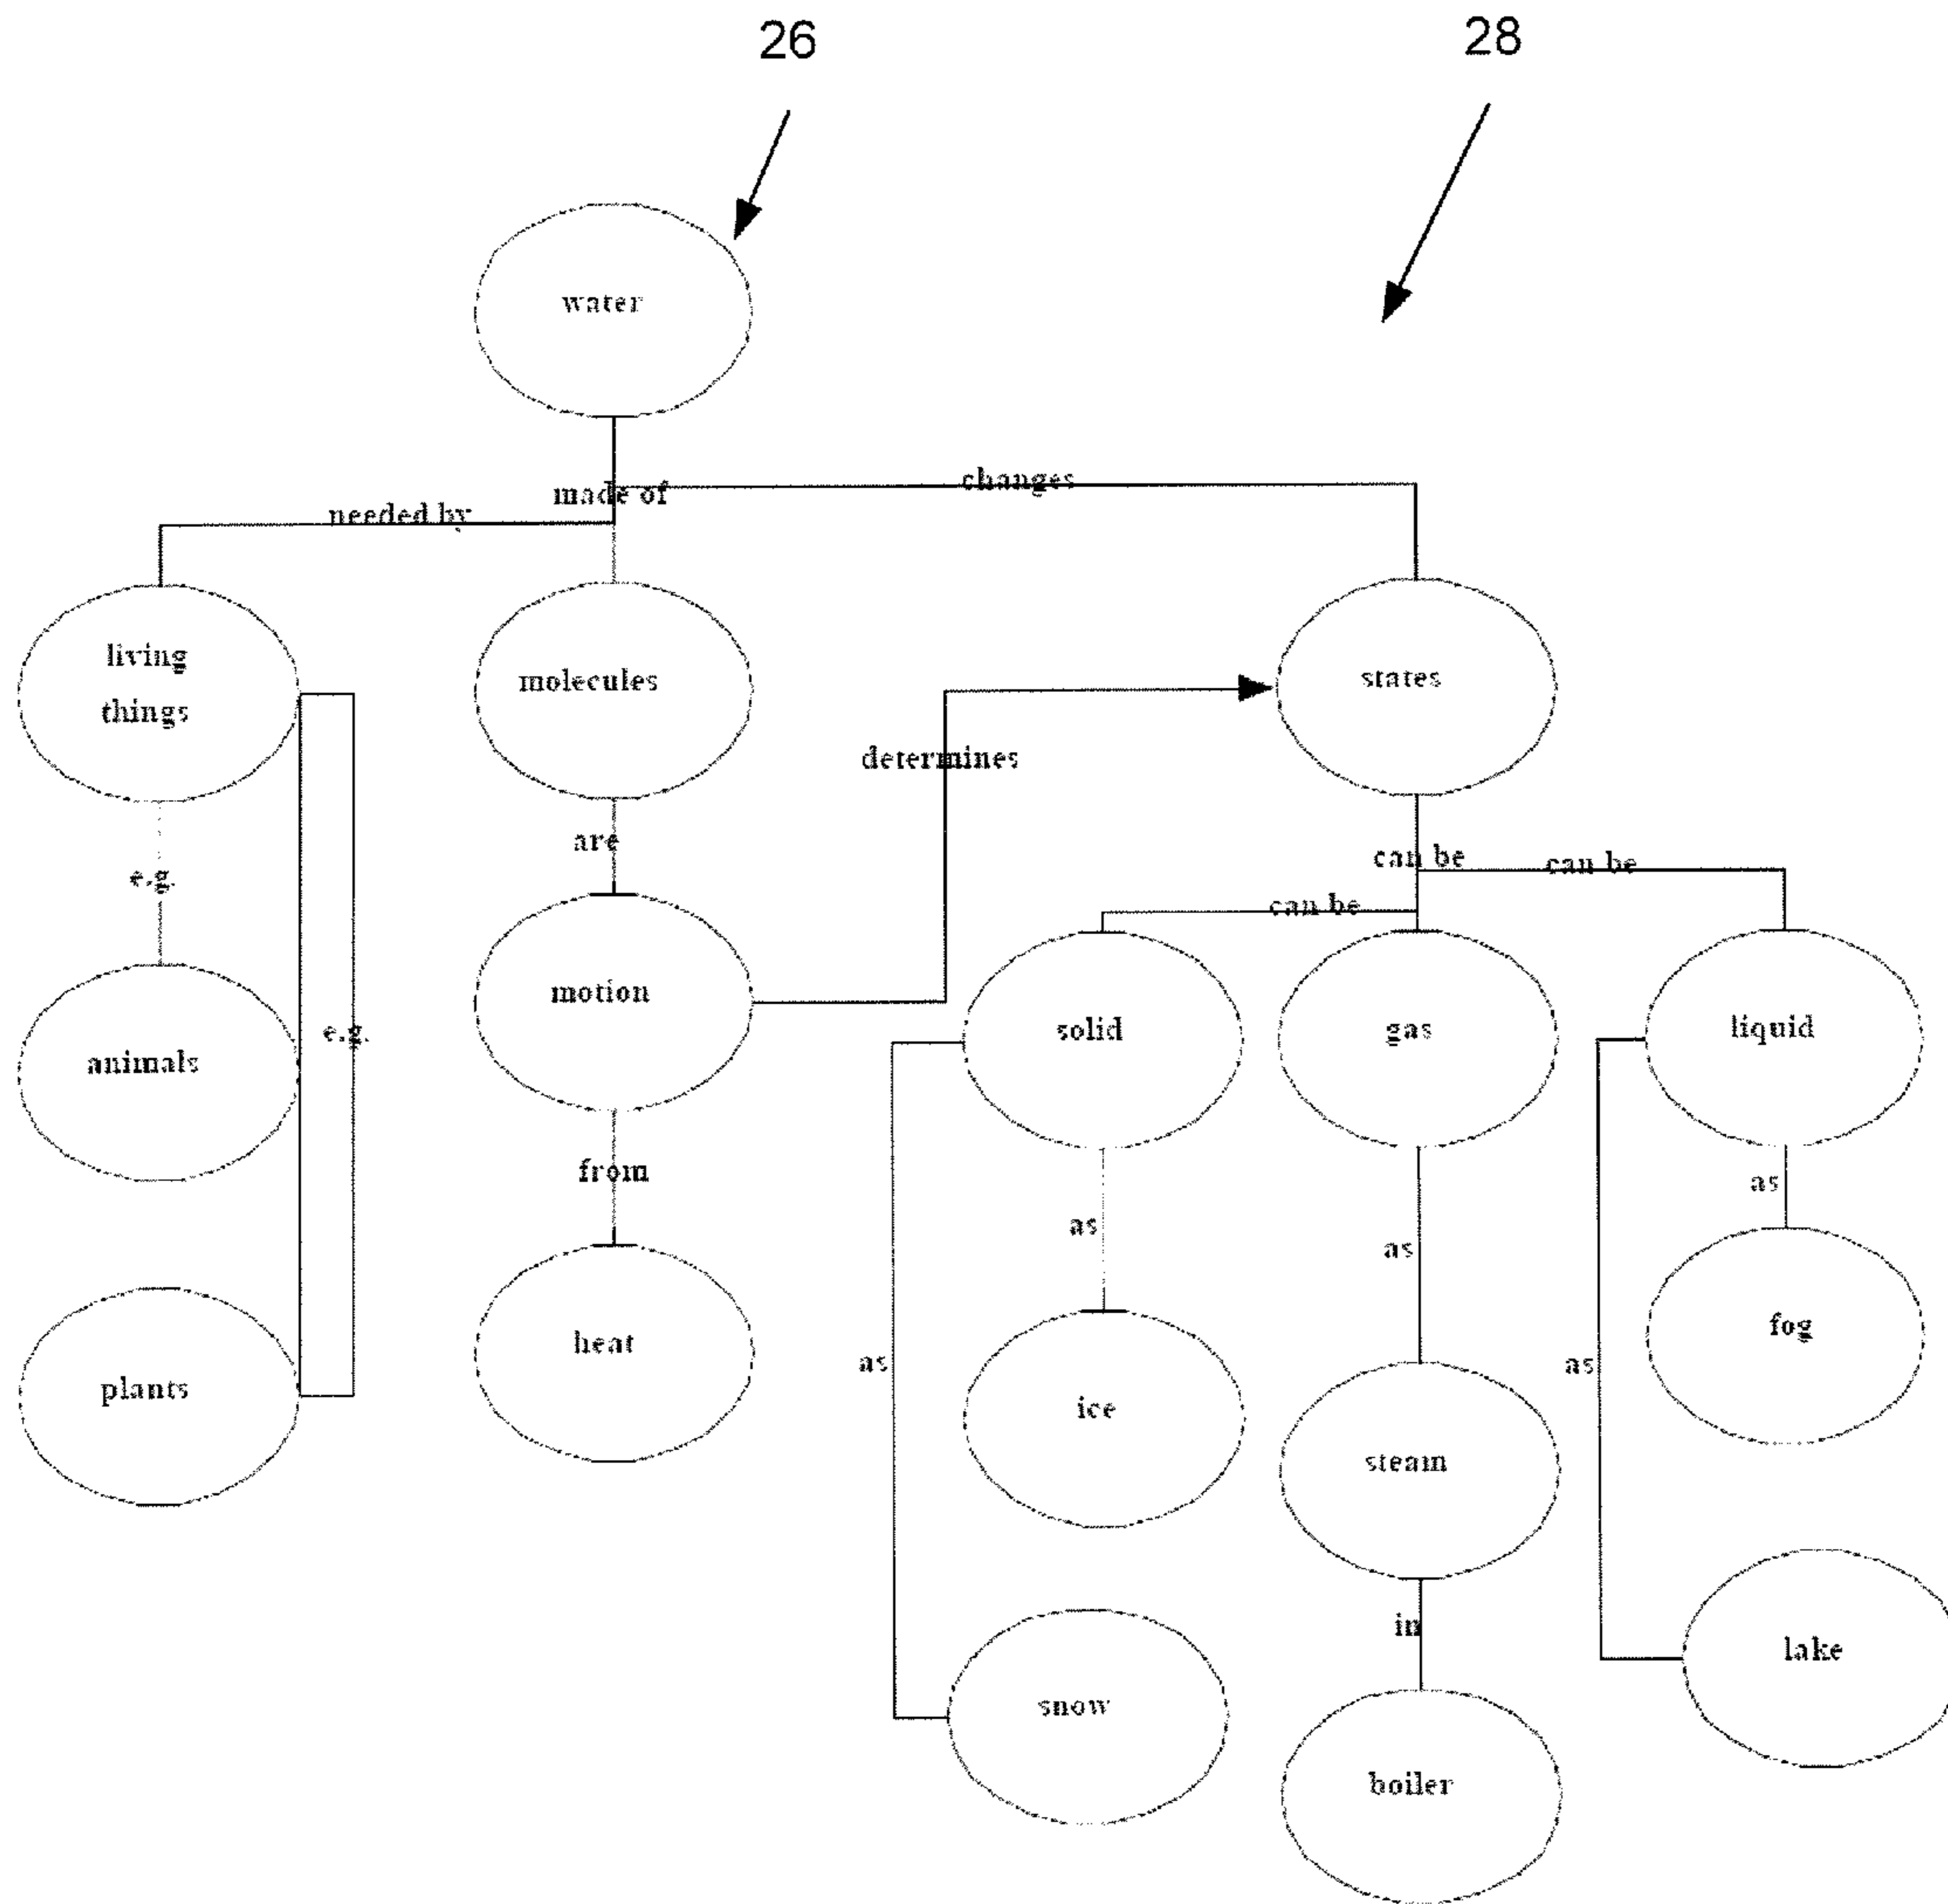 26
28
water
changes
made of
needed by
living
things
molecules
states
determines
are
can be
can be
e.g.
can be
motion
solid
gas
liquid
e.g.
animals
from
as
as
as
heat
fog
as
as
plants
ice
steam
in
lake
snow
boiler